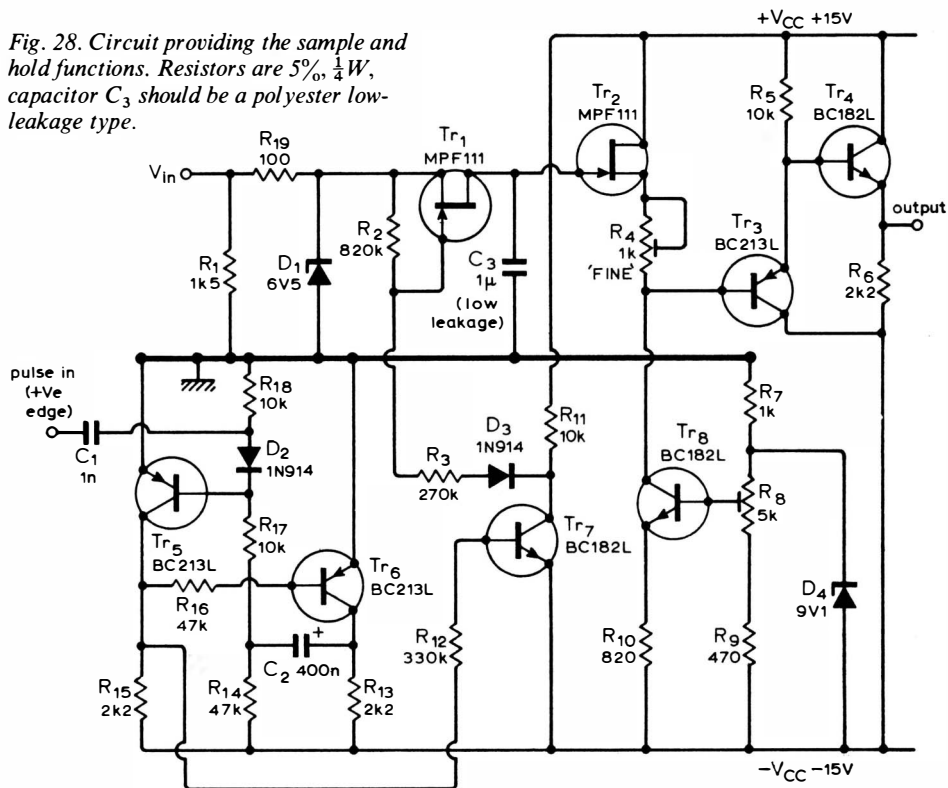 Fig. 28. Circuit providing the sample and
hold functions. Resistors are 5%, ¼W,
capacitor C₃ should be a polyester low-
leakage type.
+VCC +15V
R₅
10k
Tr₄
BC182L
Tr₂
MPF111
Tr₁
MPF111
R₁₉
100
Vin
output
R₂
820k
R₄
1k
'FINE'
Tr₃
BC213L
R₁
1k5
D₁
6V5
C₃
1µ
(low
leakage)
R₆
2k2
pulse in
(+Ve
edge)
R₁₈
10k
R₇
1k
C₁
1n
D₂
1N914
D₃
1N914
R₁₁
10k
Tr₈
BC182L
R₃
270k
R₈
5k
Tr₅
BC213L
R₁₇
10k
Tr₆
BC213L
Tr₇
BC182L
D₄
9V1
R₁₆
47k
R₁₂
330k
R₁₀
820
R₉
470
+
C₂ 400n
R₁₅
2k2
R₁₄
47k
R₁₃
2k2
−VCC −15V